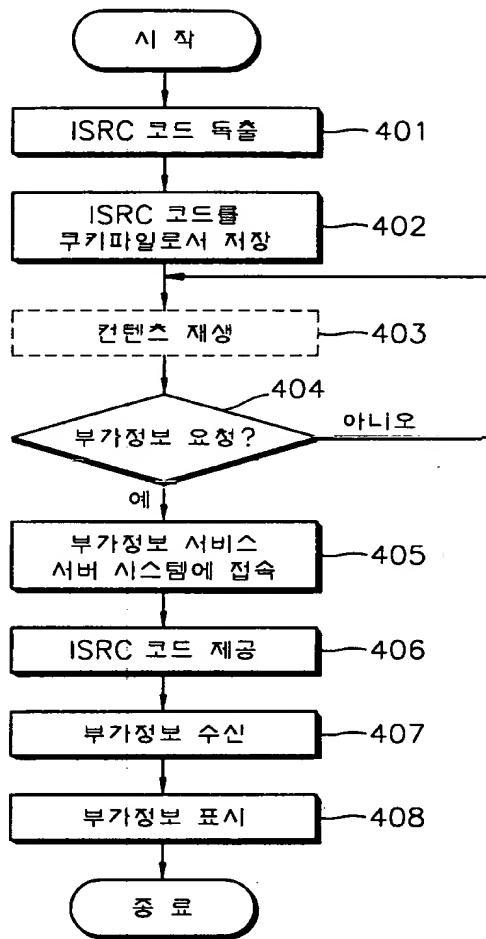 시 작
ISRC 코드 독출
401
ISRC 코드를
쿠키파일로서 저장
402
컨텐츠 재생
403
404
부가정보 요청?
아니오
예
부가정보 서비스
서버 시스템에 접속
405
ISRC 코드 제공
406
부가정보 수신
407
부가정보 표시
408
종 료